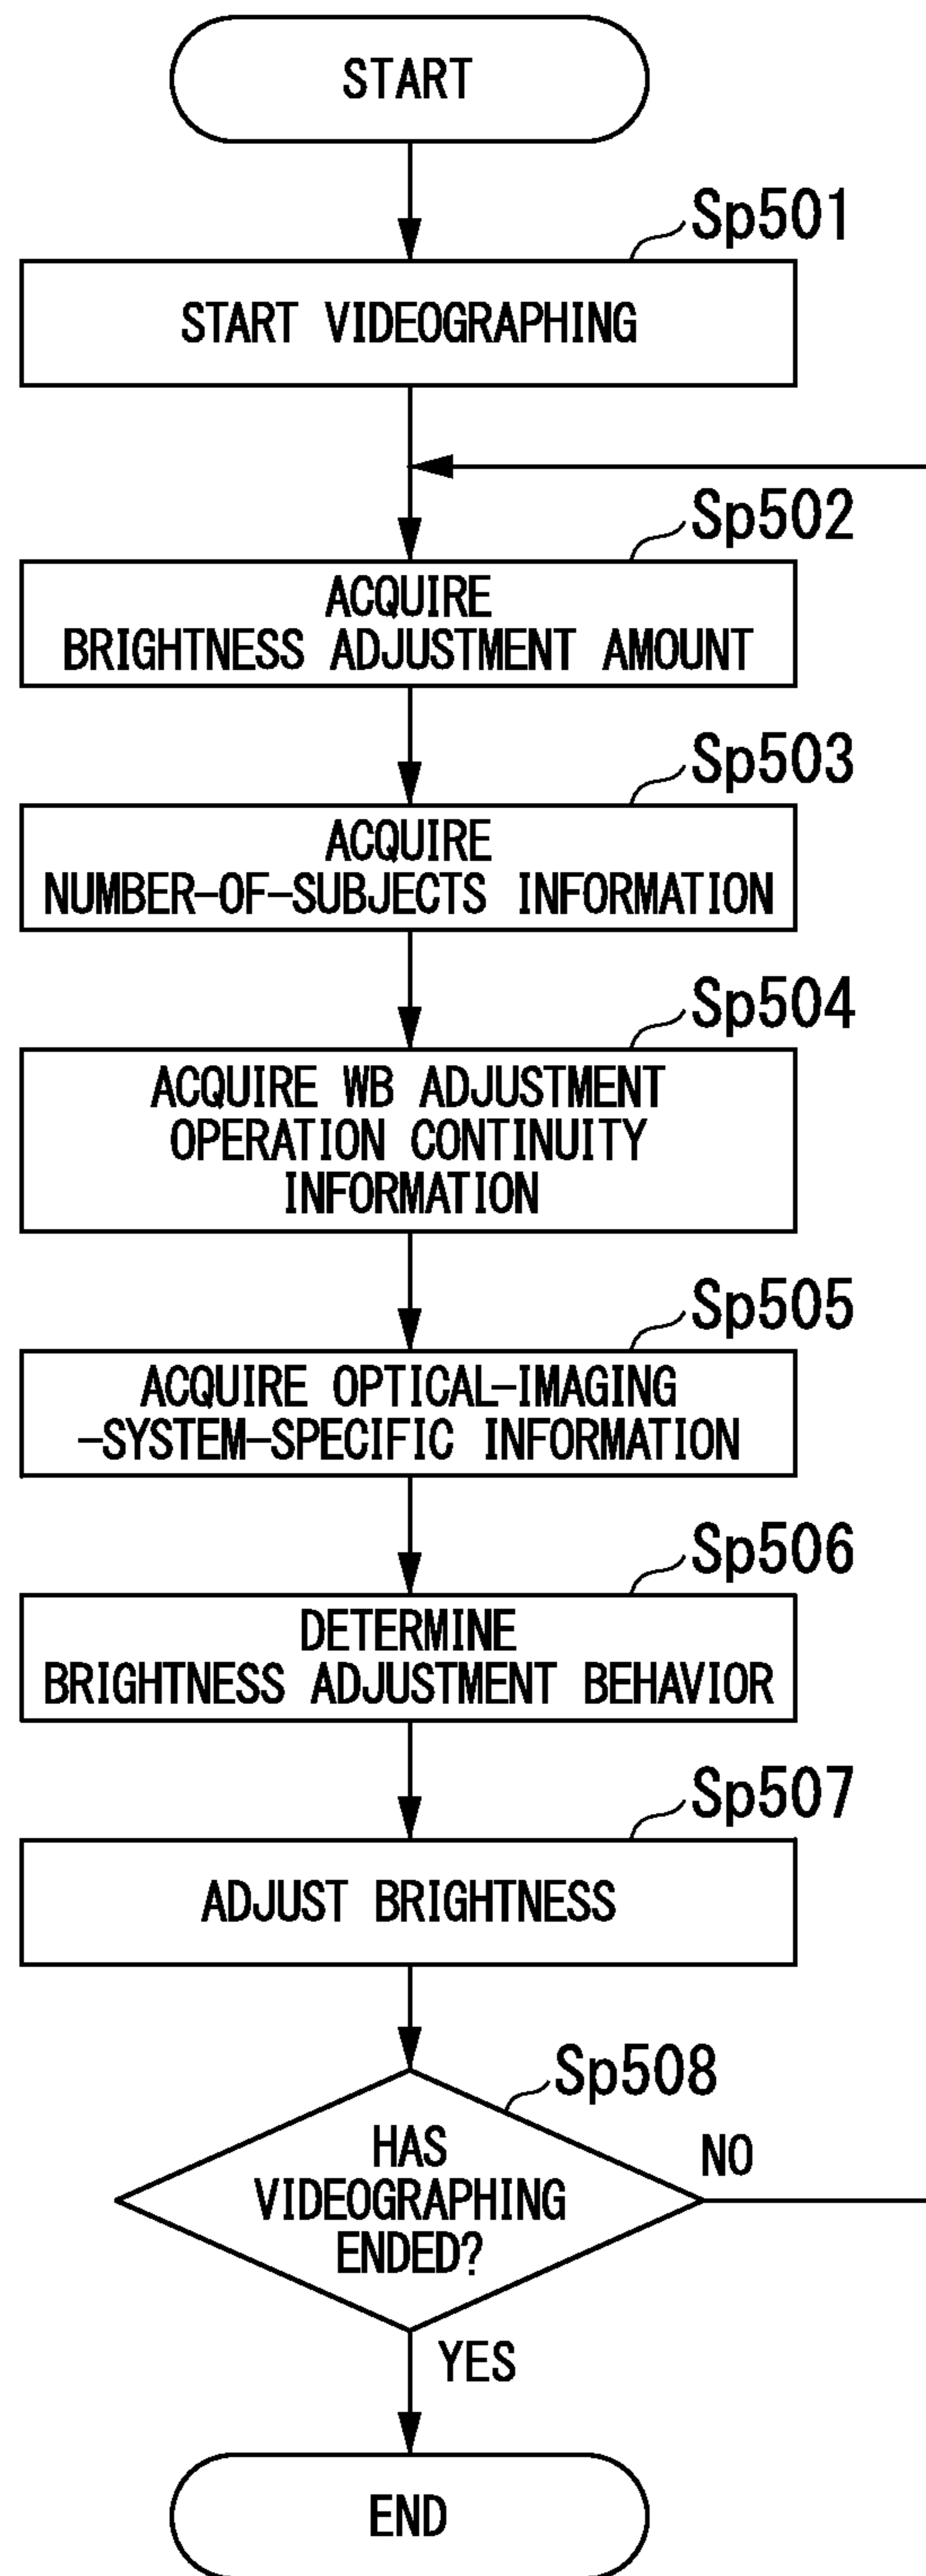 START
Sp501
START VIDEOGRAPHING
Sp502
ACQUIRE
BRIGHTNESS ADJUSTMENT AMOUNT
Sp503
ACQUIRE
NUMBER-OF-SUBJECTS INFORMATION
Sp504
ACQUIRE WB ADJUSTMENT
OPERATION CONTINUITY
INFORMATION
Sp505
ACQUIRE OPTICAL-IMAGING
-SYSTEM-SPECIFIC INFORMATION
Sp506
DETERMINE
BRIGHTNESS ADJUSTMENT BEHAVIOR
Sp507
ADJUST BRIGHTNESS
Sp508
HAS
VIDEOGRAPHING
ENDED?
NO
YES
END